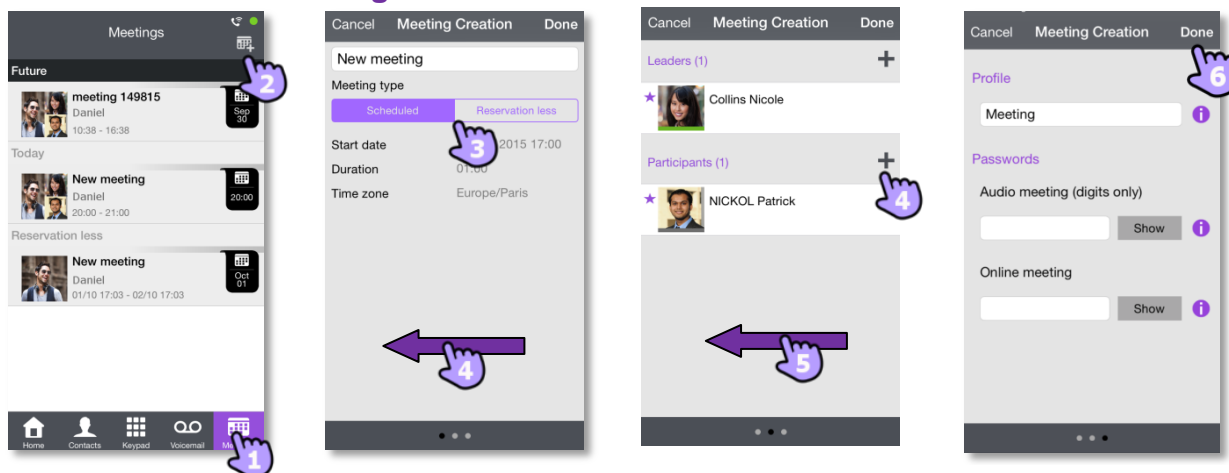 Meetings
2
Future
meeting 149815
Daniel
10:38 - 16:38
Sep
30
Today
New meeting
Daniel
20:00 - 21:00
20:00
Reservation less
New meeting
Daniel
01/10 17:03 - 02/10 17:03
Oct
01
Home
Contacts
Keypad
Voicemail
1
Cancel Meeting Creation Done
New meeting
Meeting type
Scheduled Reservation less
3
Start date 2015 17:00
Duration 01:00
Time zone Europe/Paris
4
Cancel Meeting Creation Done
Leaders (1) +
Collins Nicole
Participants (1) +
4
NICKOL Patrick
5
Cancel Meeting Creation Done
6
Profile
Meeting i
Passwords
Audio meeting (digits only)
Show i
Online meeting
Show i